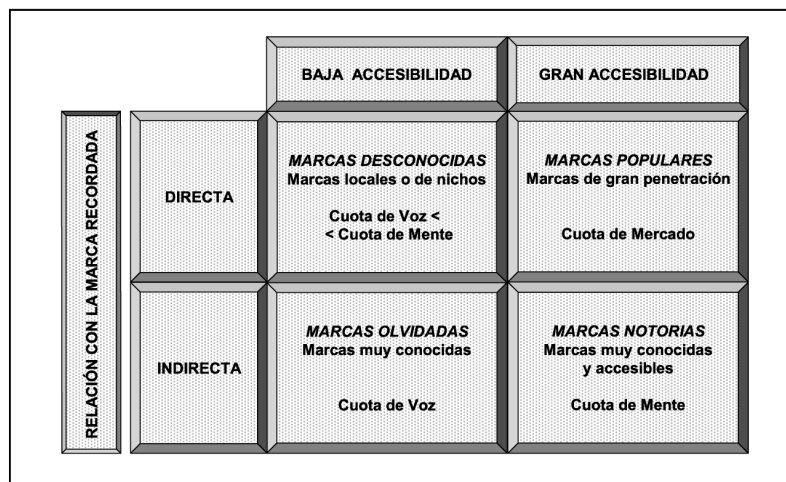 BAJA ACCESIBILIDAD
GRAN ACCESIBILIDAD
RELACIÓN CON LA MARCA RECORDADA
DIRECTA
MARCAS DESCONOCIDAS
Marcas locales o de nichos
Cuota de Voz <
< Cuota de Mente
MARCAS POPULARES
Marcas de gran penetración
Cuota de Mercado
INDIRECTA
MARCAS OLVIDADAS
Marcas muy conocidas
Cuota de Voz
MARCAS NOTORIAS
Marcas muy conocidas
y accesibles
Cuota de Mente